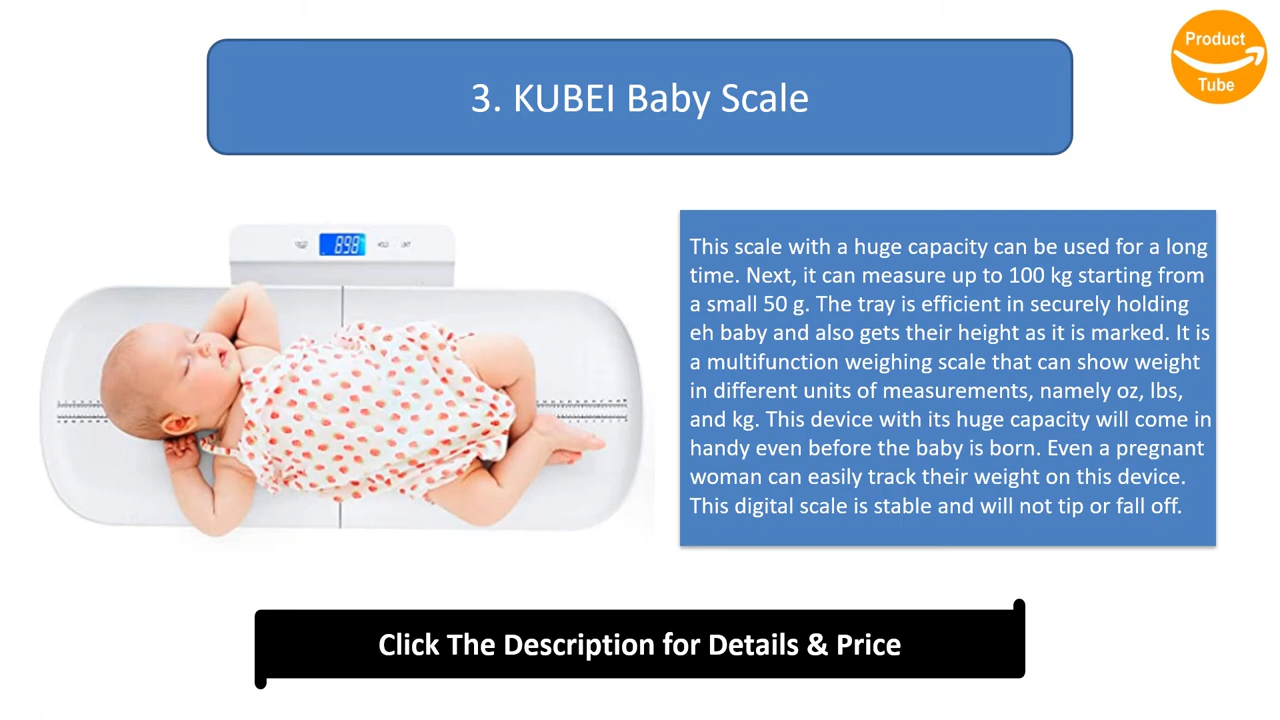 Product
Tube
3. KUBEI Baby Scale
898
HOLD
UNIT
This scale with a huge capacity can be used for a long
time. Next, it can measure up to 100 kg starting from
a small 50 g. The tray is efficient in securely holding
eh baby and also gets their height as it is marked. It is
a multifunction weighing scale that can show weight
in different units of measurements, namely oz, lbs,
and kg. This device with its huge capacity will come in
handy even before the baby is born. Even a pregnant
woman can easily track their weight on this device.
This digital scale is stable and will not tip or fall off.
Click The Description for Details & Price